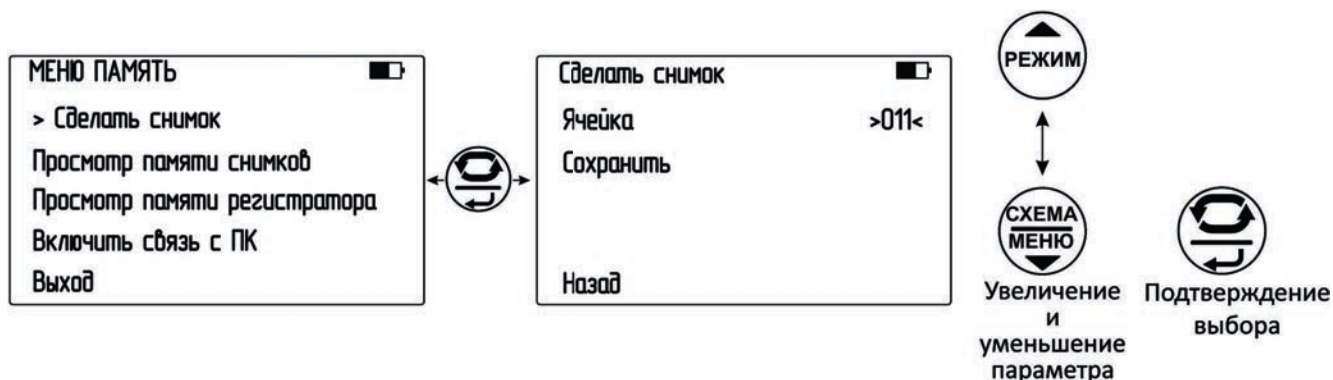 МЕНЮ ПАМЯТЬ
> Сделать снимок
Просмотр памяти снимков
Просмотр памяти регистратора
Включить связь с ПК
Выход
Сделать снимок
Ячейка >011<
Сохранить
Назад
РЕЖИМ
СХЕМА
МЕНЮ
Увеличение
и
уменьшение
параметра
Подтверждение
выбора